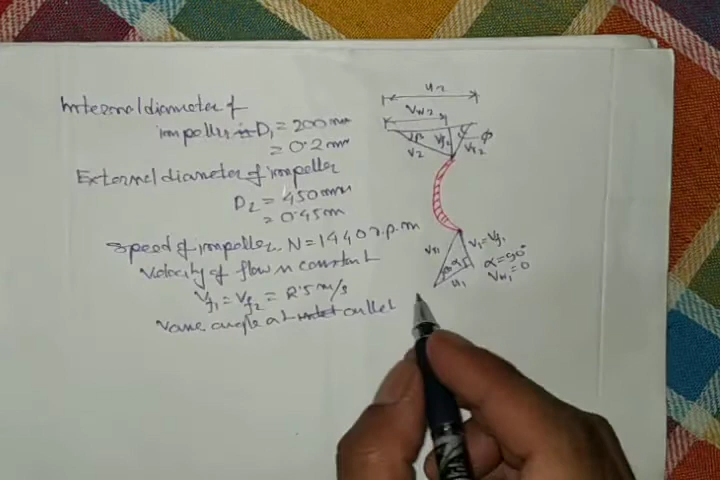 Internal diameter of
impeller D₁ = 200 mm
= 0.2 mm
External diameter of impeller
D₂ = 450 mm
= 0.45 m
Speed of impeller. N = 1440 r.p.m
Velocity of flow is constant
Vf₁ = Vf₂ = 2.5 m/s
Vane angle at outlet
u₂
Vw₂
β Vf₂ φ
V₂ Vr₂
Vr₁ V₁ = Vf₁
α α = 90°
u₁ Vw₁ = 0